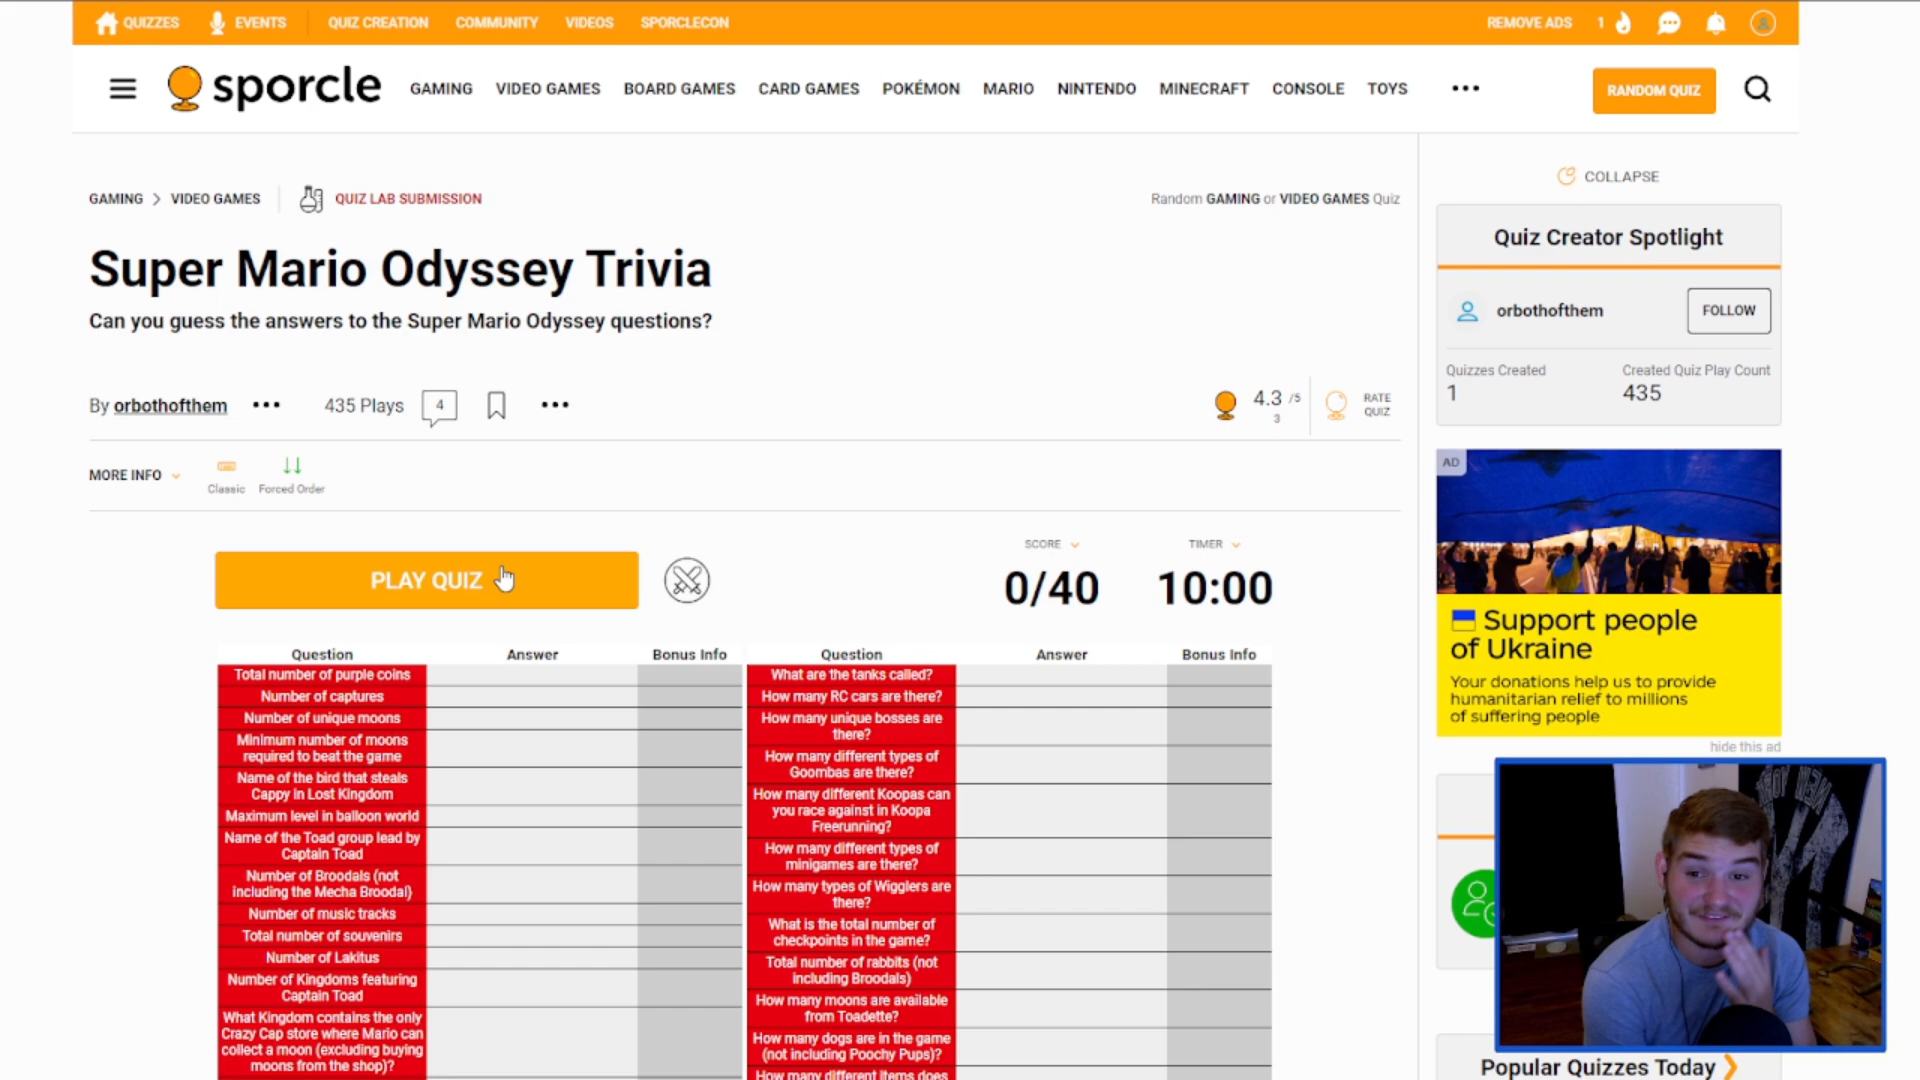 QUIZZES EVENTS QUIZ CREATION COMMUNITY VIDEOS SPORCLECON REMOVE ADS 1
sporcle GAMING VIDEO GAMES BOARD GAMES CARD GAMES POKÉMON MARIO NINTENDO MINECRAFT CONSOLE TOYS ••• RANDOM QUIZ
GAMING > VIDEO GAMES QUIZ LAB SUBMISSION Random GAMING or VIDEO GAMES Quiz
Super Mario Odyssey Trivia
Can you guess the answers to the Super Mario Odyssey questions?
By orbothofthem ••• 435 Plays 4 •••
4.3 /5
3
RATE
QUIZ
MORE INFO Classic Forced Order
PLAY QUIZ
SCORE
0/40
TIMER
10:00
Question Answer Bonus Info
Total number of purple coins
Number of captures
Number of unique moons
Minimum number of moons
required to beat the game
Name of the bird that steals
Cappy in Lost Kingdom
Maximum level in balloon world
Name of the Toad group lead by
Captain Toad
Number of Broodals (not
including the Mecha Broodal)
Number of music tracks
Total number of souvenirs
Number of Lakitus
Number of Kingdoms featuring
Captain Toad
What Kingdom contains the only
Crazy Cap store where Mario can
collect a moon (excluding buying
moons from the shop)?
Question Answer Bonus Info
What are the tanks called?
How many RC cars are there?
How many unique bosses are
there?
How many different types of
Goombas are there?
How many different Koopas can
you race against in Koopa
Freerunning?
How many different types of
minigames are there?
How many types of Wigglers are
there?
What is the total number of
checkpoints in the game?
Total number of rabbits (not
including Broodals)
How many moons are available
from Toadette?
How many dogs are in the game
(not including Poochy Pups)?
How many different items does
COLLAPSE
Quiz Creator Spotlight
orbothofthem FOLLOW
Quizzes Created Created Quiz Play Count
1 435
AD
Support people
of Ukraine
Your donations help us to provide
humanitarian relief to millions
of suffering people
hide this ad
NEW YORK
Popular Quizzes Today